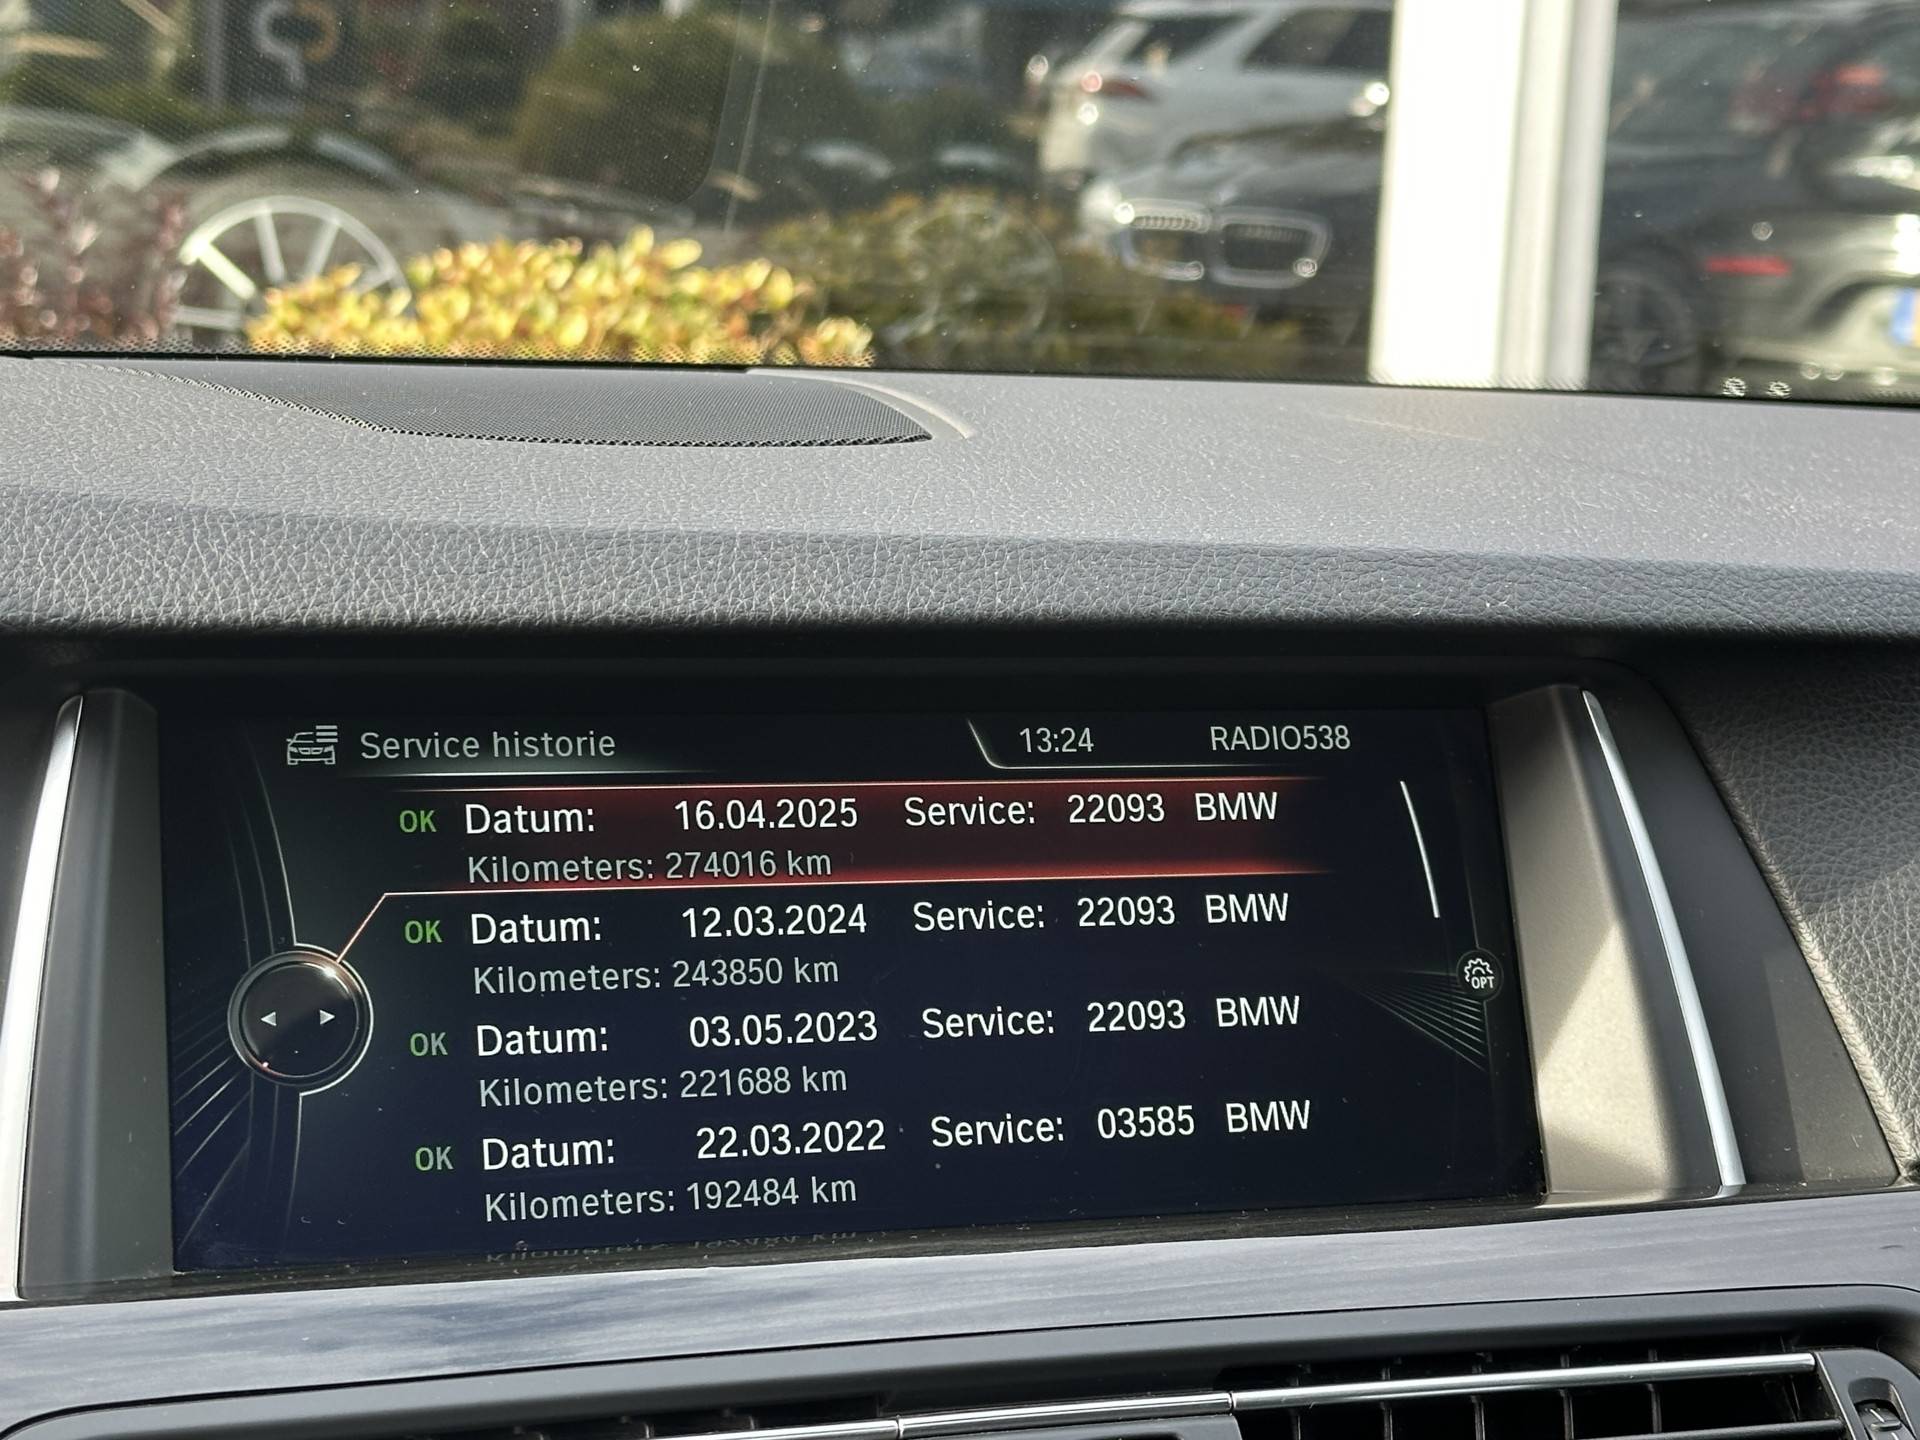 Service historie 13:24 RADIO538
OK Datum: 16.04.2025 Service: 22093 BMW
Kilometers: 274016 km
OK Datum: 12.03.2024 Service: 22093 BMW
Kilometers: 243850 km
OK Datum: 03.05.2023 Service: 22093 BMW
Kilometers: 221688 km
OPT
OK Datum: 22.03.2022 Service: 03585 BMW
Kilometers: 192484 km